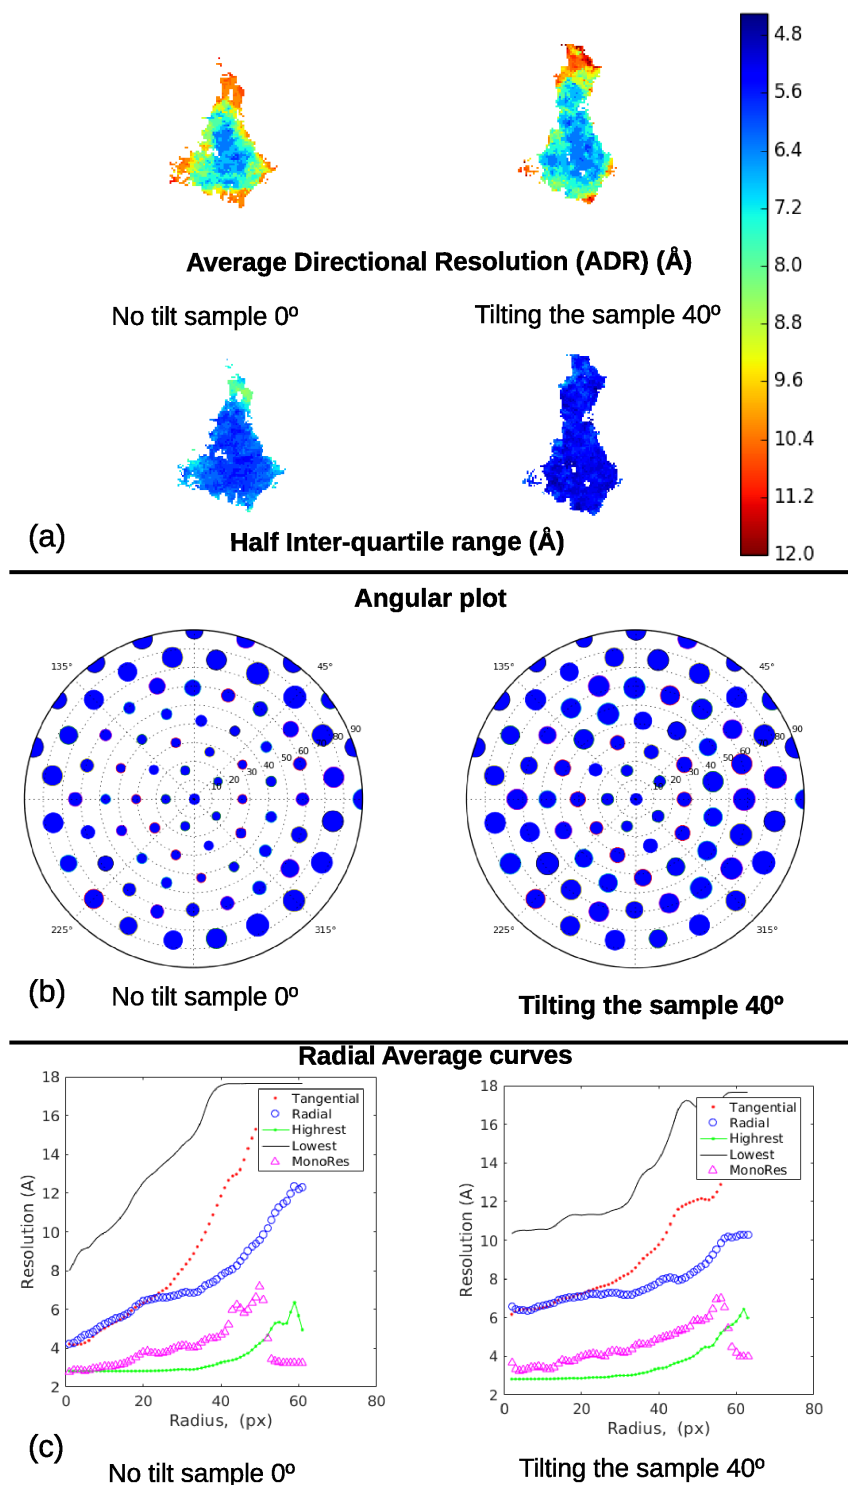 4.8
5.6
6.4
7.2
8.0
8.8
9.6
10.4
11.2
12.0
Average Directional Resolution (ADR) (Å)
No tilt sample 0º
Tilting the sample 40º
(a)
Half Inter-quartile range (Å)
Angular plot
135°
45°
225°
315°
10
20
30
40
50
60
70
80
90
135°
45°
225°
315°
10
20
30
40
50
60
70
80
90
(b)
No tilt sample 0º
Tilting the sample 40º
Radial Average curves
18
16
14
12
10
8
6
4
2
0
20
40
60
80
Resolution (A)
Radius, (px)
Tangential
Radial
Highrest
Lowest
MonoRes
18
16
14
12
10
8
6
4
2
0
20
40
60
80
Resolution (A)
Radius, (px)
Tangential
Radial
Highrest
Lowest
MonoRes
(c)
No tilt sample 0º
Tilting the sample 40º